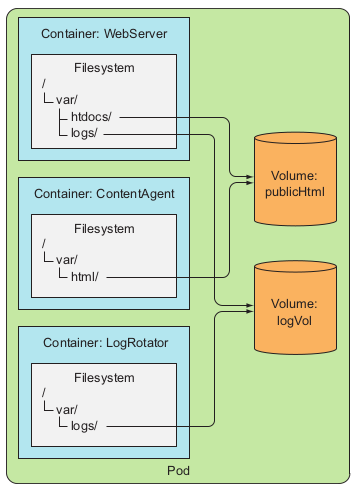 Container: WebServer
Filesystem
/
var/
htdocs/
logs/
Container: ContentAgent
Filesystem
/
var/
html/
Container: LogRotator
Filesystem
/
var/
logs/
Volume:
publicHtml
Volume:
logVol
Pod